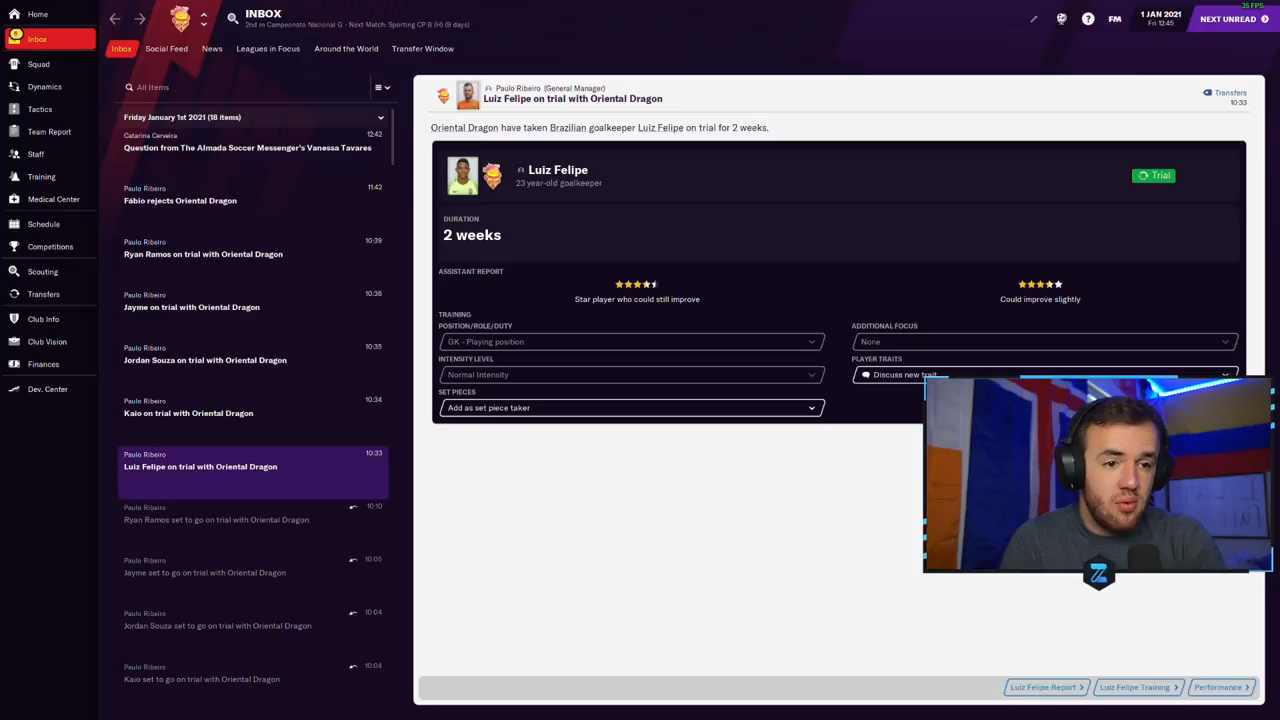 Home
Inbox
Squad
Dynamics
Tactics
Team Report
Staff
Training
Medical Center
Schedule
Competitions
Scouting
Transfers
Club Info
Club Vision
Finances
Dev. Center
INBOX
2nd in Campeonato Nacional G - Next Match: Sporting CP B (H) (9 days)
FM
1 JAN 2021
Fri 12:45
36 FPS
NEXT UNREAD
Inbox
Social Feed
News
Leagues in Focus
Around the World
Transfer Window
All Items
Friday January 1st 2021 (18 items)
Catarina Cerveira 12:42
Question from The Almada Soccer Messenger's Vanessa Tavares
Paulo Ribeiro 11:42
Fábio rejects Oriental Dragon
Paulo Ribeiro 10:39
Ryan Ramos on trial with Oriental Dragon
Paulo Ribeiro 10:36
Jayme on trial with Oriental Dragon
Paulo Ribeiro 10:35
Jordan Souza on trial with Oriental Dragon
Paulo Ribeiro 10:34
Kaio on trial with Oriental Dragon
Paulo Ribeiro 10:33
Luiz Felipe on trial with Oriental Dragon
Paulo Ribeiro 10:10
Ryan Ramos set to go on trial with Oriental Dragon
Paulo Ribeiro 10:05
Jayme set to go on trial with Oriental Dragon
Paulo Ribeiro 10:04
Jordan Souza set to go on trial with Oriental Dragon
Paulo Ribeiro 10:04
Kaio set to go on trial with Oriental Dragon
Paulo Ribeiro (General Manager)
Luiz Felipe on trial with Oriental Dragon
Transfers
10:33
Oriental Dragon have taken Brazilian goalkeeper Luiz Felipe on trial for 2 weeks.
Luiz Felipe
23 year-old goalkeeper
Trial
DURATION
2 weeks
ASSISTANT REPORT
Star player who could still improve
Could improve slightly
TRAINING
POSITION/ROLE/DUTY
GK - Playing position
ADDITIONAL FOCUS
None
INTENSITY LEVEL
Normal Intensity
PLAYER TRAITS
Discuss new trait
SET PIECES
Add as set piece taker
Z
Luiz Felipe Report
Luiz Felipe Training
Performance